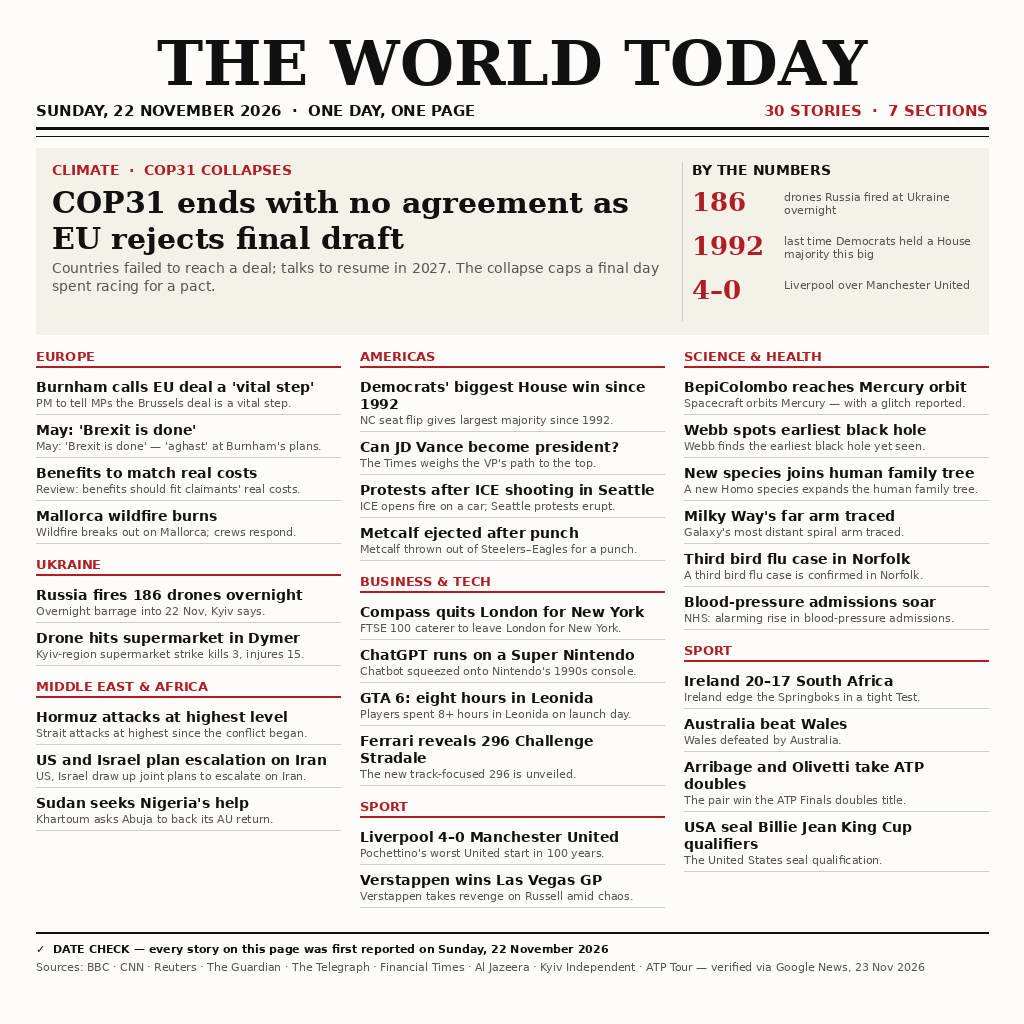 THE WORLD TODAY
SUNDAY, 22 NOVEMBER 2026 · ONE DAY, ONE PAGE
30 STORIES · 7 SECTIONS
CLIMATE · COP31 COLLAPSES
COP31 ends with no agreement as
EU rejects final draft
Countries failed to reach a deal; talks to resume in 2027. The collapse caps a final day
spent racing for a pact.
BY THE NUMBERS
186
drones Russia fired at Ukraine
overnight
1992
last time Democrats held a House
majority this big
4–0
Liverpool over Manchester United
EUROPE
Burnham calls EU deal a 'vital step'
PM to tell MPs the Brussels deal is a vital step.
May: 'Brexit is done'
May: 'Brexit is done' — 'aghast' at Burnham's plans.
Benefits to match real costs
Review: benefits should fit claimants' real costs.
Mallorca wildfire burns
Wildfire breaks out on Mallorca; crews respond.
UKRAINE
Russia fires 186 drones overnight
Overnight barrage into 22 Nov, Kyiv says.
Drone hits supermarket in Dymer
Kyiv-region supermarket strike kills 3, injures 15.
MIDDLE EAST & AFRICA
Hormuz attacks at highest level
Strait attacks at highest since the conflict began.
US and Israel plan escalation on Iran
US, Israel draw up joint plans to escalate on Iran.
Sudan seeks Nigeria's help
Khartoum asks Abuja to back its AU return.
AMERICAS
Democrats' biggest House win since
1992
NC seat flip gives largest majority since 1992.
Can JD Vance become president?
The Times weighs the VP's path to the top.
Protests after ICE shooting in Seattle
ICE opens fire on a car; Seattle protests erupt.
Metcalf ejected after punch
Metcalf thrown out of Steelers–Eagles for a punch.
BUSINESS & TECH
Compass quits London for New York
FTSE 100 caterer to leave London for New York.
ChatGPT runs on a Super Nintendo
Chatbot squeezed onto Nintendo's 1990s console.
GTA 6: eight hours in Leonida
Players spent 8+ hours in Leonida on launch day.
Ferrari reveals 296 Challenge
Stradale
The new track-focused 296 is unveiled.
SPORT
Liverpool 4–0 Manchester United
Pochettino's worst United start in 100 years.
Verstappen wins Las Vegas GP
Verstappen takes revenge on Russell amid chaos.
SCIENCE & HEALTH
BepiColombo reaches Mercury orbit
Spacecraft orbits Mercury — with a glitch reported.
Webb spots earliest black hole
Webb finds the earliest black hole yet seen.
New species joins human family tree
A new Homo species expands the human family tree.
Milky Way's far arm traced
Galaxy's most distant spiral arm traced.
Third bird flu case in Norfolk
A third bird flu case is confirmed in Norfolk.
Blood-pressure admissions soar
NHS: alarming rise in blood-pressure admissions.
SPORT
Ireland 20–17 South Africa
Ireland edge the Springboks in a tight Test.
Australia beat Wales
Wales defeated by Australia.
Arribage and Olivetti take ATP
doubles
The pair win the ATP Finals doubles title.
USA seal Billie Jean King Cup
qualifiers
The United States seal qualification.
✓ DATE CHECK — every story on this page was first reported on Sunday, 22 November 2026
Sources: BBC · CNN · Reuters · The Guardian · The Telegraph · Financial Times · Al Jazeera · Kyiv Independent · ATP Tour — verified via Google News, 23 Nov 2026